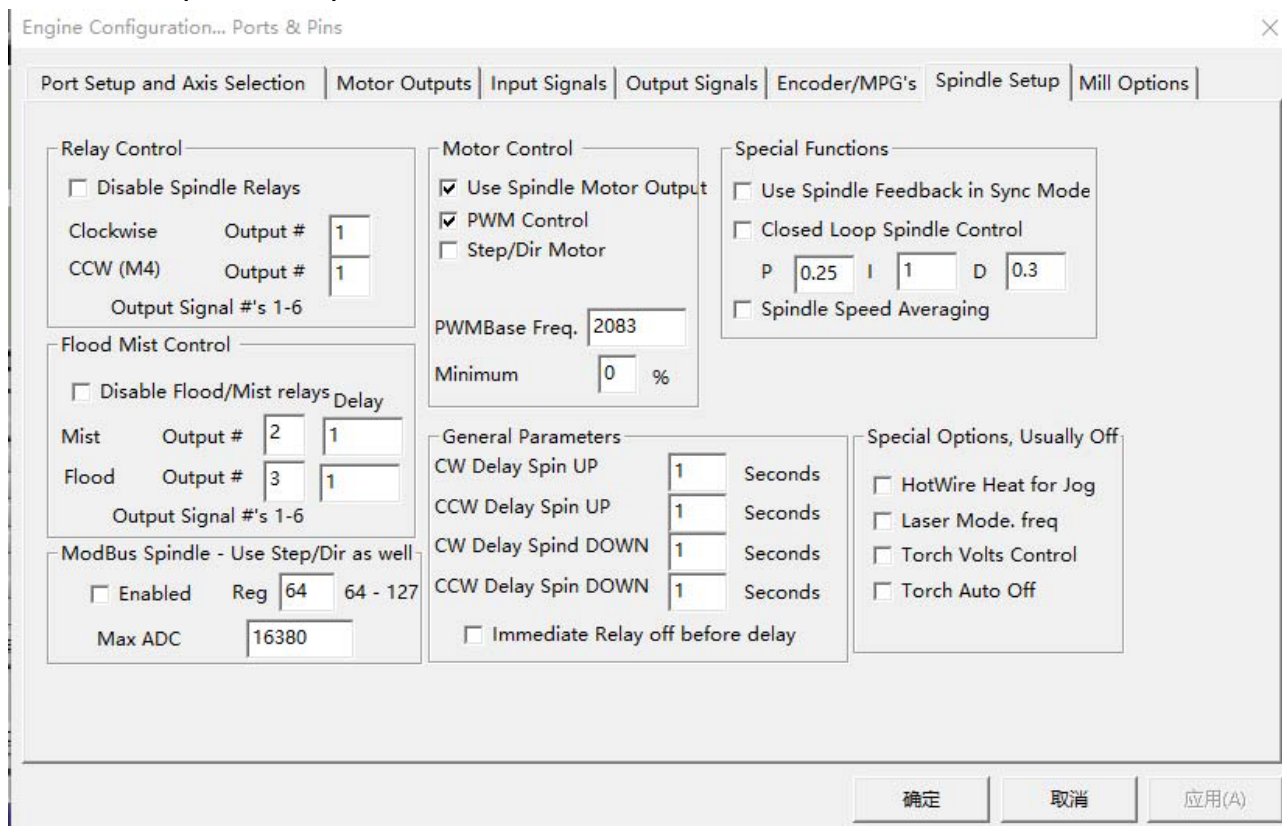 Engine Configuration... Ports & Pins
Port Setup and Axis Selection Motor Outputs Input Signals Output Signals Encoder/MPG's Spindle Setup Mill Options
Relay Control
Disable Spindle Relays
Clockwise Output # 1
CCW (M4) Output # 1
Output Signal #'s 1-6
Flood Mist Control
Disable Flood/Mist relays Delay
Mist Output # 2 1
Flood Output # 3 1
Output Signal #'s 1-6
ModBus Spindle - Use Step/Dir as well
Enabled Reg 64 64 - 127
Max ADC 16380
Motor Control
Use Spindle Motor Output
PWM Control
Step/Dir Motor
PWMBase Freq. 2083
Minimum 0 %
General Parameters
CW Delay Spin UP 1 Seconds
CCW Delay Spin UP 1 Seconds
CW Delay Spind DOWN 1 Seconds
CCW Delay Spin DOWN 1 Seconds
Immediate Relay off before delay
Special Functions
Use Spindle Feedback in Sync Mode
Closed Loop Spindle Control
P 0.25 I 1 D 0.3
Spindle Speed Averaging
Special Options, Usually Off
HotWire Heat for Jog
Laser Mode. freq
Torch Volts Control
Torch Auto Off
确定 取消 应用(A)